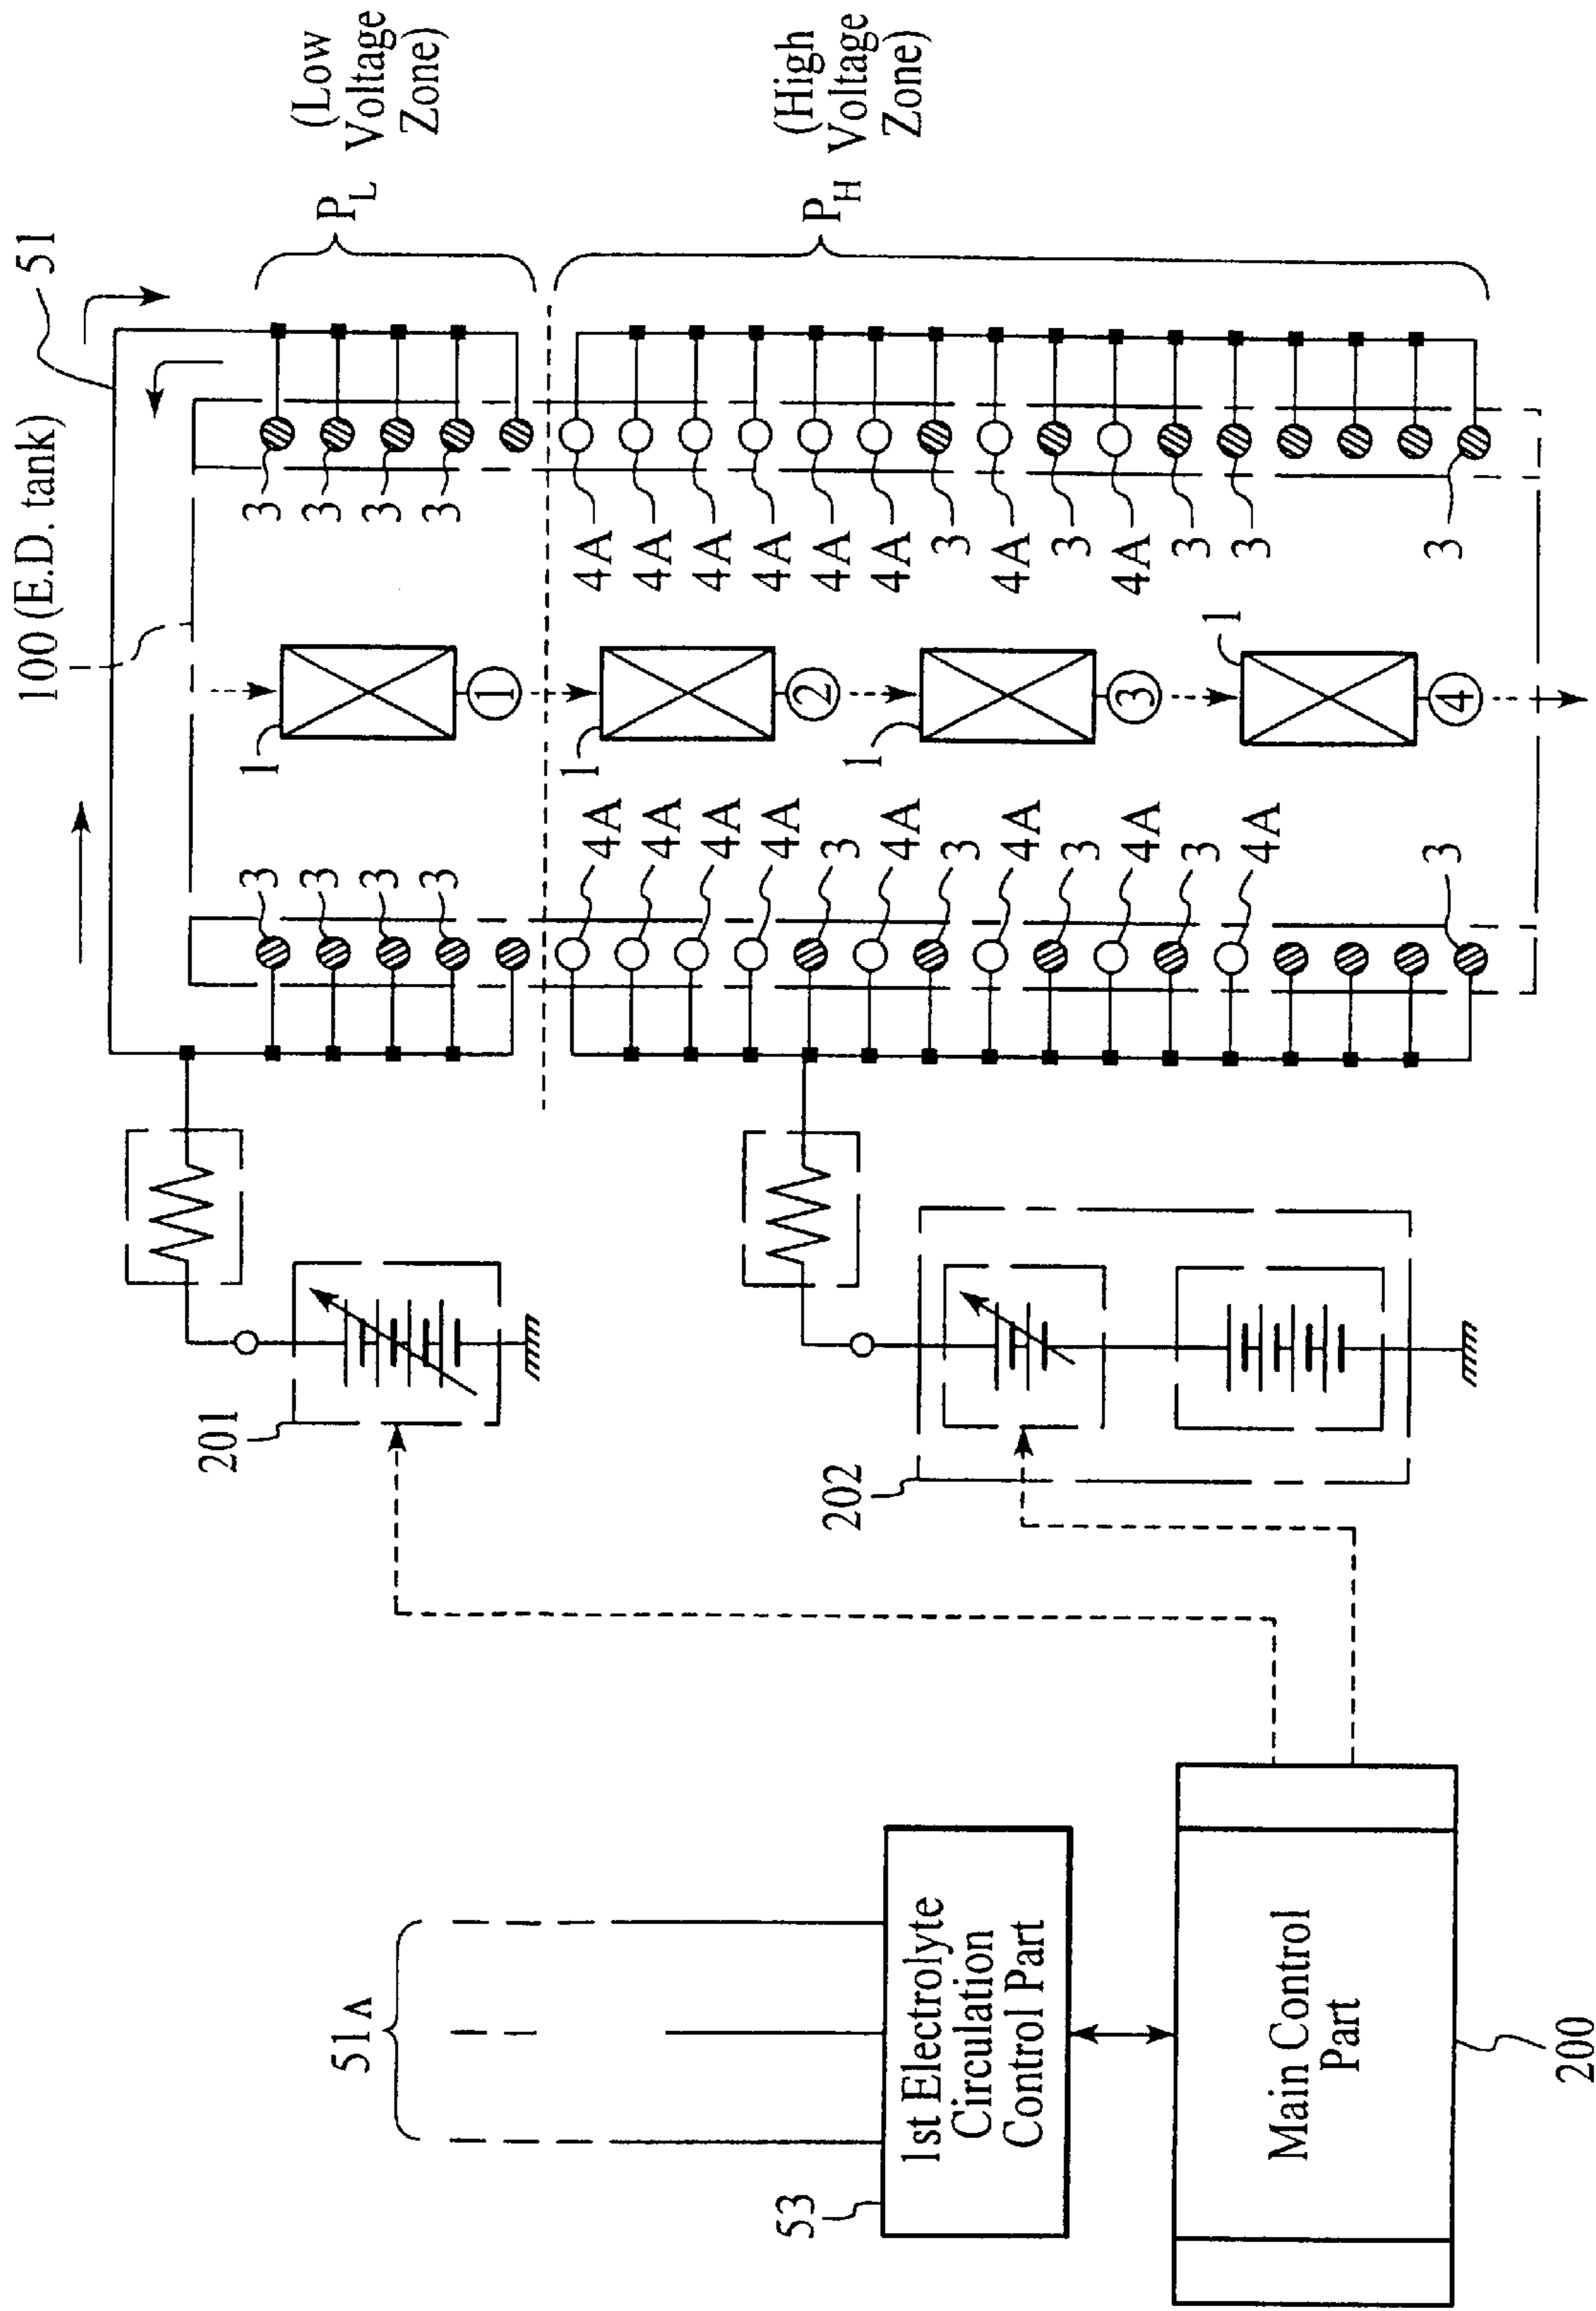 100 (E.D. tank)
51
P_L
(Low
Voltage
Zone)
P_H
(High
Voltage
Zone)
3
3
3
3
4A
4A
4A
4A
4A
4A
3
4A
3
4A
3
3
3
1
①
1
②
1
③
1
④
3
3
3
3
4A
4A
4A
4A
3
4A
3
4A
3
4A
3
4A
3
201
202
51A
53
1st Electrolyte
Circulation
Control Part
Main Control
Part
200